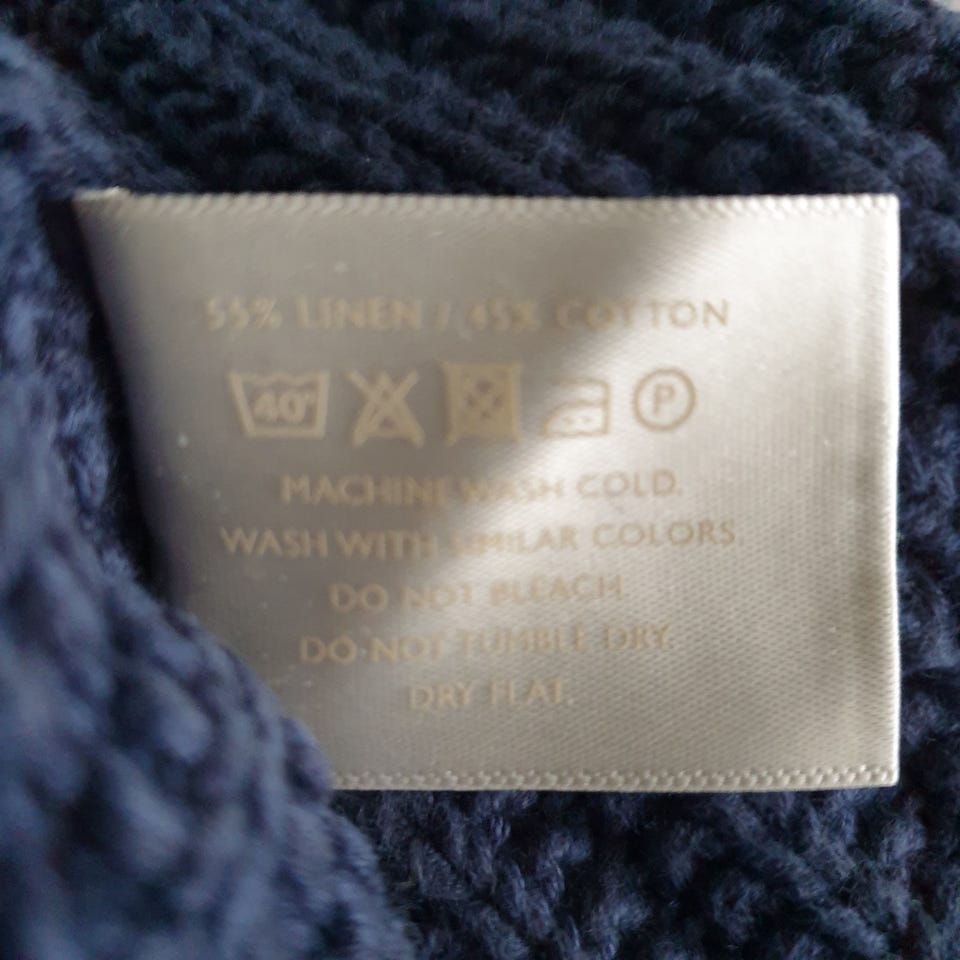 55% LINEN / 45% COTTON
40° P
MACHINE WASH COLD.
WASH WITH SIMILAR COLORS.
DO NOT BLEACH
DO NOT TUMBLE DRY
DRY FLAT.